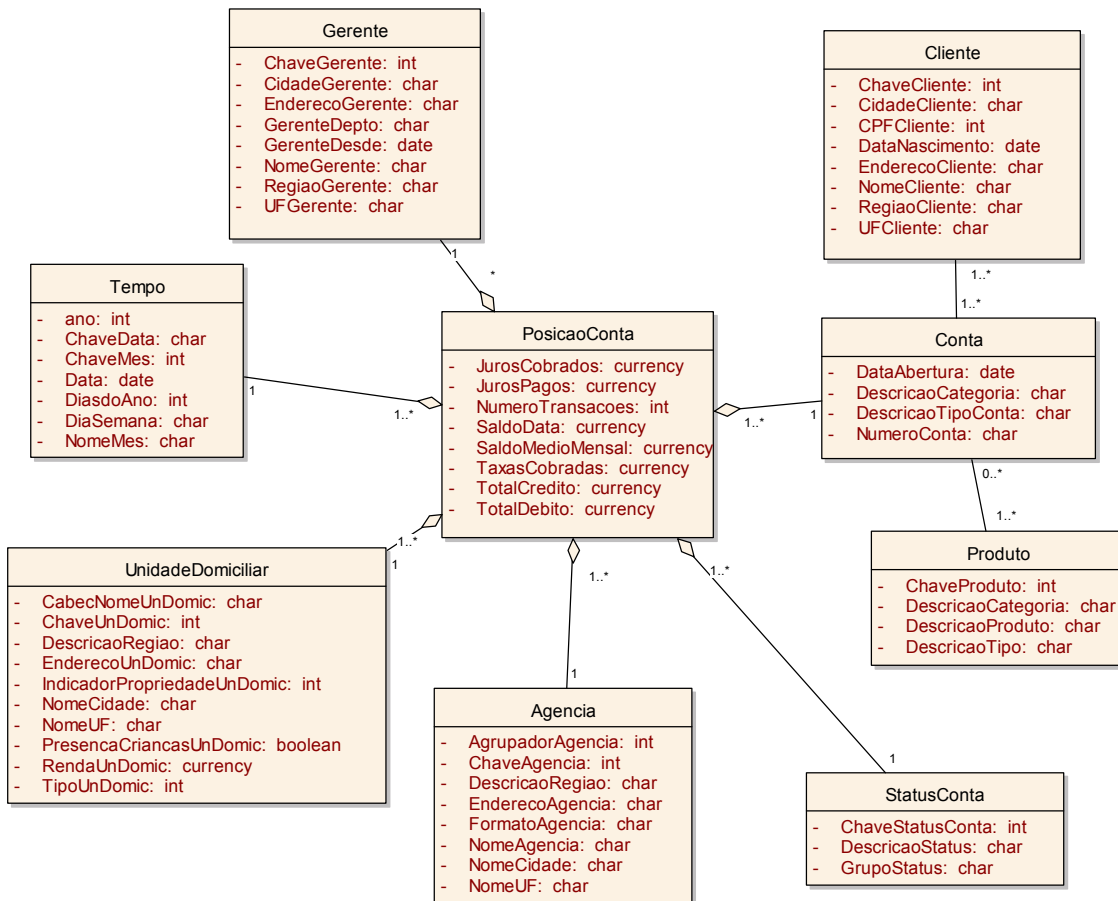 Gerente
- ChaveGerente: int
- CidadeGerente: char
- EnderecoGerente: char
- GerenteDepto: char
- GerenteDesde: date
- NomeGerente: char
- RegiaoGerente: char
- UFGerente: char
Cliente
- ChaveCliente: int
- CidadeCliente: char
- CPFCliente: int
- DataNascimento: date
- EnderecoCliente: char
- NomeCliente: char
- RegiaoCliente: char
- UFCliente: char
1
*
1..*
1..*
Tempo
- ano: int
- ChaveData: char
- ChaveMes: int
- Data: date
- DiasdoAno: int
- DiaSemana: char
- NomeMes: char
1
1..*
PosicaoConta
- JurosCobrados: currency
- JurosPagos: currency
- NumeroTransacoes: int
- SaldoData: currency
- SaldoMedioMensal: currency
- TaxasCobradas: currency
- TotalCredito: currency
- TotalDebito: currency
1..*
1
Conta
- DataAbertura: date
- DescricaoCategoria: char
- DescricaoTipoConta: char
- NumeroConta: char
0..*
1..*
1..*
1
1..*
1..*
UnidadeDomiciliar
- CabecNomeUnDomic: char
- ChaveUnDomic: int
- DescricaoRegiao: char
- EnderecoUnDomic: char
- IndicadorPropriedadeUnDomic: int
- NomeCidade: char
- NomeUF: char
- PresencaCriancasUnDomic: boolean
- RendaUnDomic: currency
- TipoUnDomic: int
Produto
- ChaveProduto: int
- DescricaoCategoria: char
- DescricaoProduto: char
- DescricaoTipo: char
1
1
Agencia
- AgrupadorAgencia: int
- ChaveAgencia: int
- DescricaoRegiao: char
- EnderecoAgencia: char
- FormatoAgencia: char
- NomeAgencia: char
- NomeCidade: char
- NomeUF: char
StatusConta
- ChaveStatusConta: int
- DescricaoStatus: char
- GrupoStatus: char